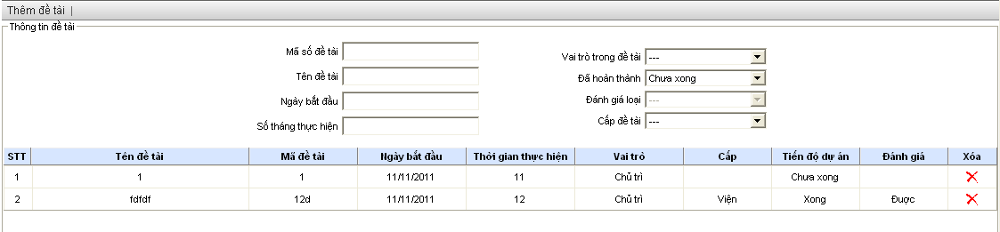 Thêm đề tài |
Thông tin đề tài
Mã số đề tài
Tên đề tài
Ngày bắt đầu
Số tháng thực hiện
Vai trò trong đề tài ---
Đã hoàn thành Chưa xong
Đánh giá loại ---
Cấp đề tài ---
STT Tên đề tài Mã đề tài Ngày bắt đầu Thời gian thực hiện Vai trò Cấp Tiến độ dự án Đánh giá Xóa
1 1 1 11/11/2011 11 Chủ trì Chưa xong
2 fdfdf 12d 11/11/2011 12 Chủ trì Viện Xong Được